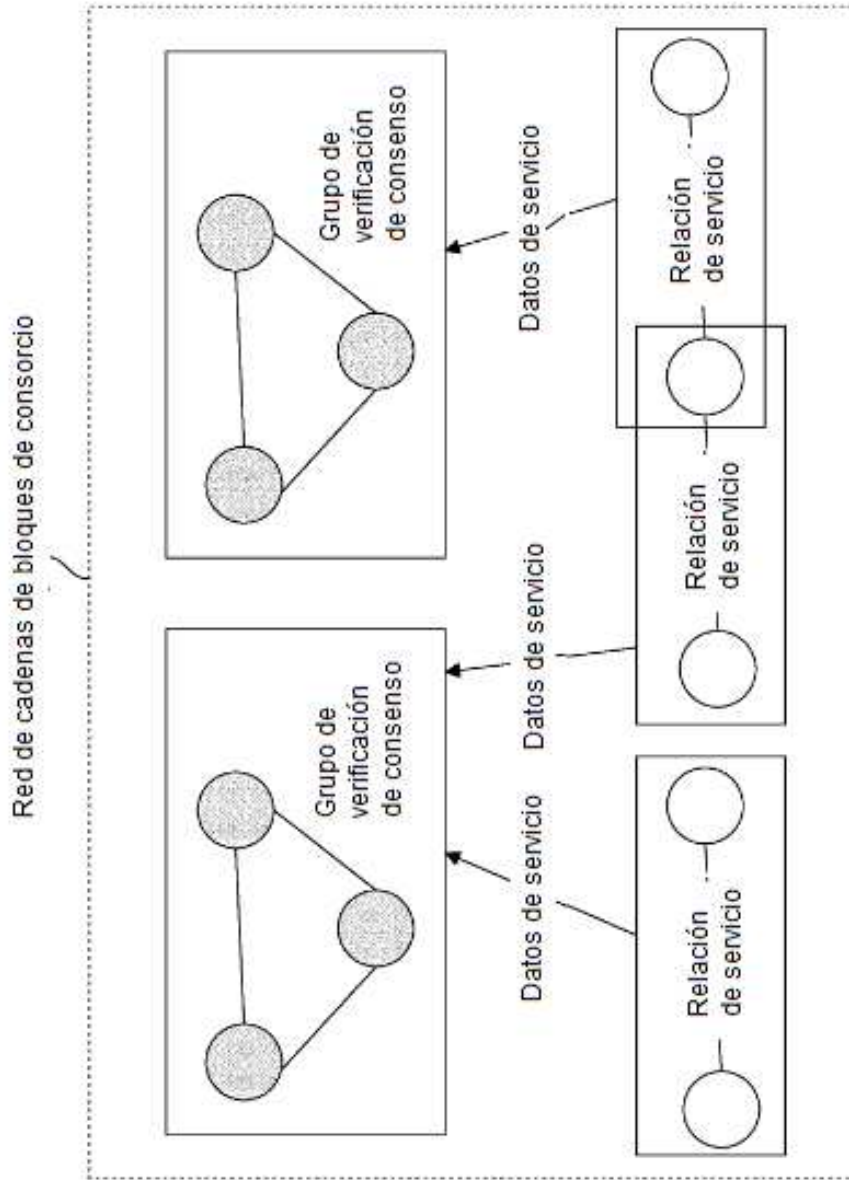 Red de cadenas de bloques de consorcio
Grupo de
verificación
de consenso
Grupo de
verificación
de consenso
Datos de servicio
Datos de servicio
Datos de servicio
Relación
de servicio
Relación
de servicio
Relación
de servicio